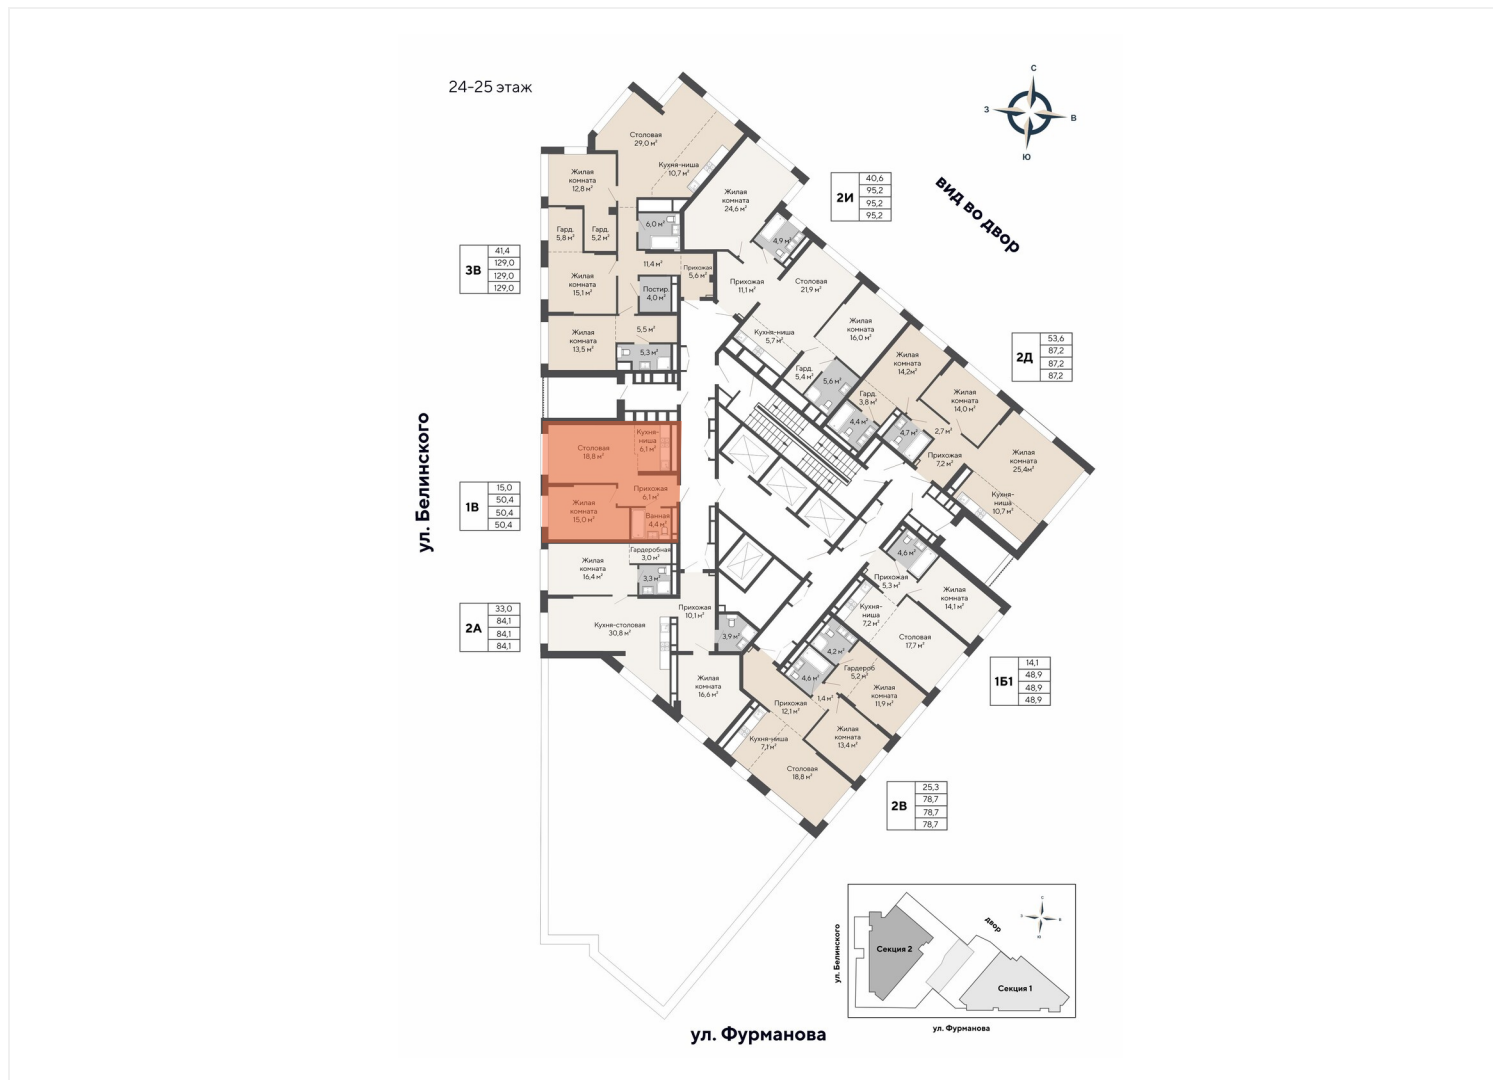 24-25 этаж
С
З
В
Ю
вид во двор
ул. Белинского
ул. Фурманова
3В
41,4
129,0
129,0
129,0
Столовая
29,0 м²
Кухня-ниша
10,7 м²
Жилая
комната
12,8 м²
Гард.
5,8 м²
Гард.
5,2 м²
6,0 м²
11,4 м²
Прихожая
5,6 м²
Жилая
комната
15,1 м²
Постир.
4,0 м²
5,5 м²
Жилая
комната
13,5 м²
5,3 м²
2И
40,6
95,2
95,2
95,2
Жилая
комната
24,6 м²
4,9 м²
Прихожая
11,1 м²
Столовая
21,9 м²
Кухня-ниша
5,7 м²
Жилая
комната
16,0 м²
Гард.
5,4 м²
5,6 м²
2Д
53,6
87,2
87,2
87,2
Жилая
комната
14,2м²
Гард.
3,8 м²
4,4 м²
Жилая
комната
14,0 м²
4,7 м²
2,7 м²
Прихожая
7,2 м²
Жилая
комната
25,4м²
Кухня-
ниша
10,7 м²
1В
15,0
50,4
50,4
50,4
Столовая
18,8 м²
Кухня-
ниша
6,1 м²
Прихожая
6,1 м²
Жилая
комната
15,0 м²
Ванная
4,4 м²
2А
33,0
84,1
84,1
84,1
Жилая
комната
16,4 м²
Гардеробная
3,0 м²
3,3 м²
Прихожая
10,1 м²
Кухня-столовая
30,8 м²
3,9 м²
Жилая
комната
16,6 м²
1Б1
14,1
48,9
48,9
48,9
4,6 м²
Прихожая
5,3 м²
Жилая
комната
14,1 м²
Кухня-
ниша
7,2 м²
Столовая
17,7 м²
2В
25,3
78,7
78,7
78,7
4,2 м²
4,6 м²
Гардероб
5,2 м²
1,4 м²
Жилая
комната
11,9 м²
Прихожая
12,1 м²
Жилая
комната
13,4 м²
Кухня-ниша
7,1 м²
Столовая
18,8 м²
ул. Белинского
Секция 2
двор
Секция 1
С
З
В
Ю
ул. Фурманова